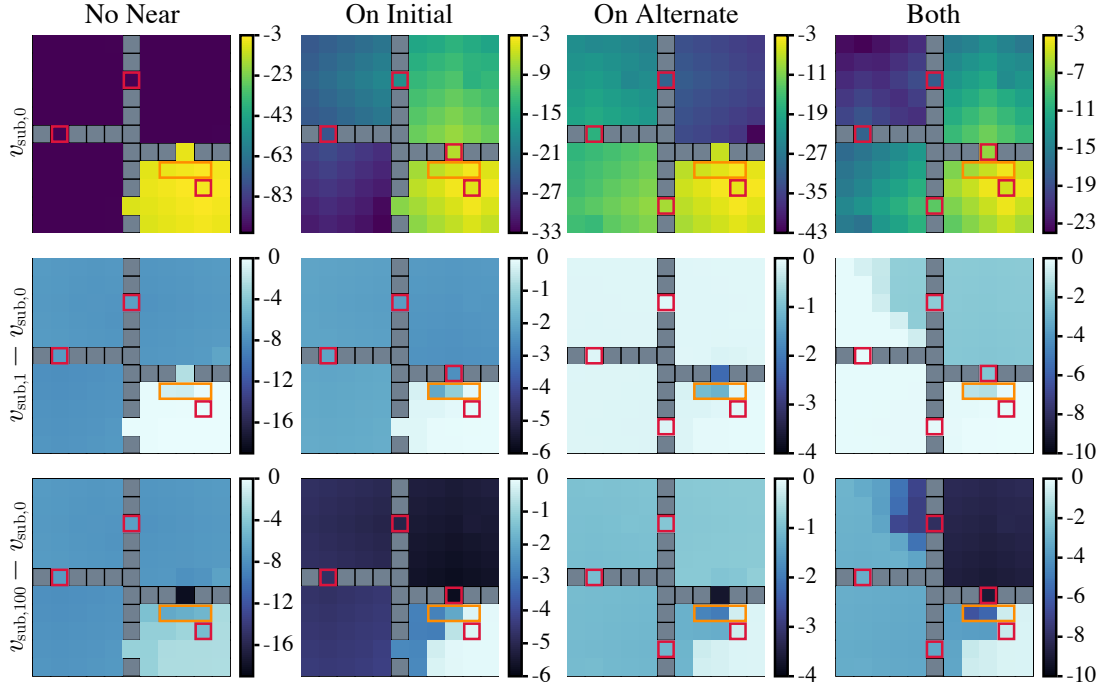 No Near On Initial On Alternate Both
v_sub,0
-3 -23 -43 -63 -83
-3 -9 -15 -21 -27 -33
-3 -11 -19 -27 -35 -43
-3 -7 -11 -15 -19 -23
v_sub,1 — v_sub,0
0 -4 -8 -12 -16
0 -1 -2 -3 -4 -5 -6
0 -1 -2 -3 -4
0 -2 -4 -6 -8 -10
v_sub,100 — v_sub,0
0 -4 -8 -12 -16
0 -1 -2 -3 -4 -5 -6
0 -1 -2 -3 -4
0 -2 -4 -6 -8 -10